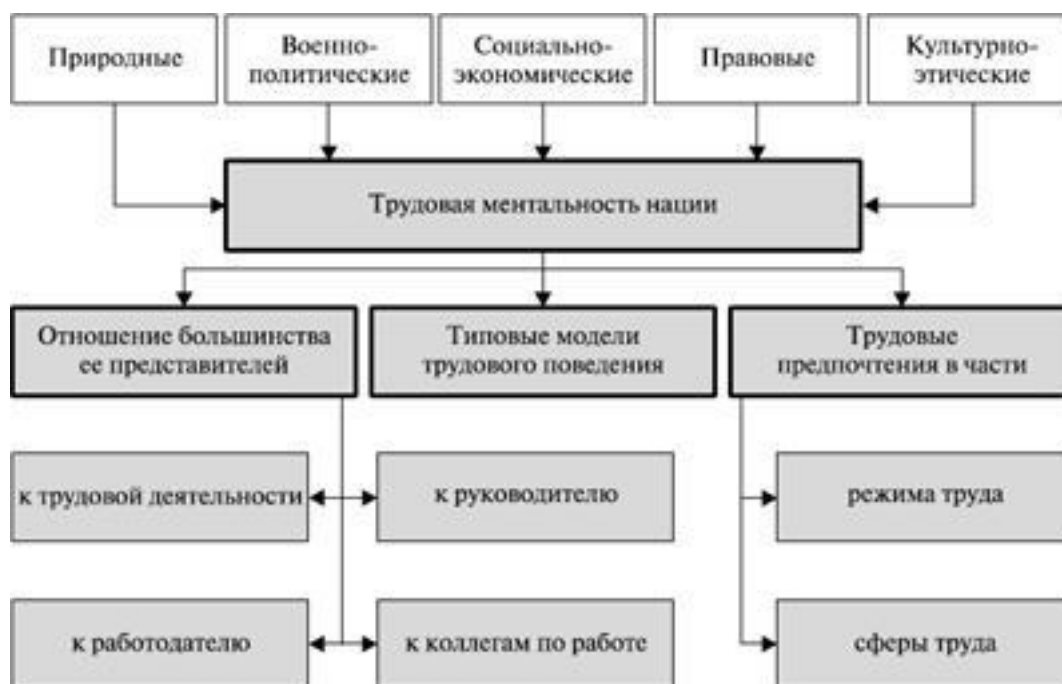 Природные
Военно-
политические
Социально-
экономические
Правовые
Культурно-
этические
Трудовая ментальность нации
Отношение большинства
ее представителей
Типовые модели
трудового поведения
Трудовые
предпочтения в части
к трудовой деятельности
к руководителю
режима труда
к работодателю
к коллегам по работе
сферы труда